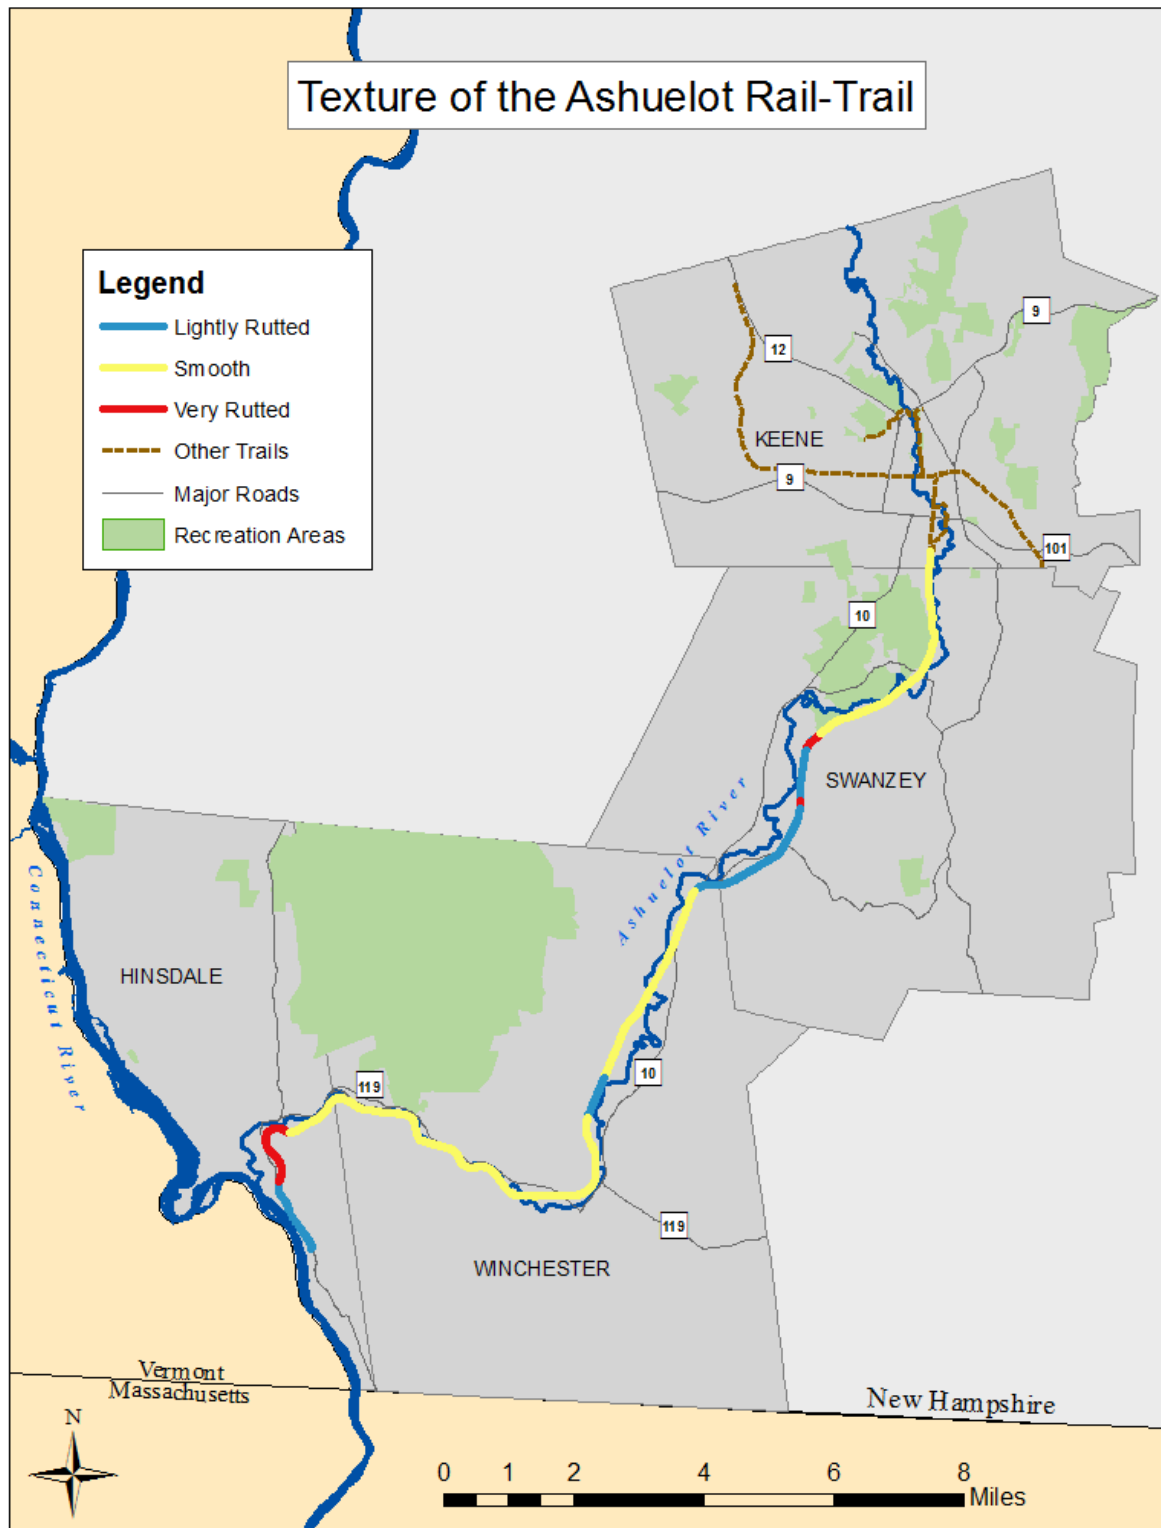 Texture of the Ashuelot Rail-Trail
Legend
Lightly Rutted
Smooth
Very Rutted
Other Trails
Major Roads
Recreation Areas
9
12
KEENE
9
101
10
SWANZEY
Ashuelot River
Connecticut River
HINSDALE
10
119
119
WINCHESTER
Vermont
Massachusetts
New Hampshire
N
0 1 2 4 6 8
Miles